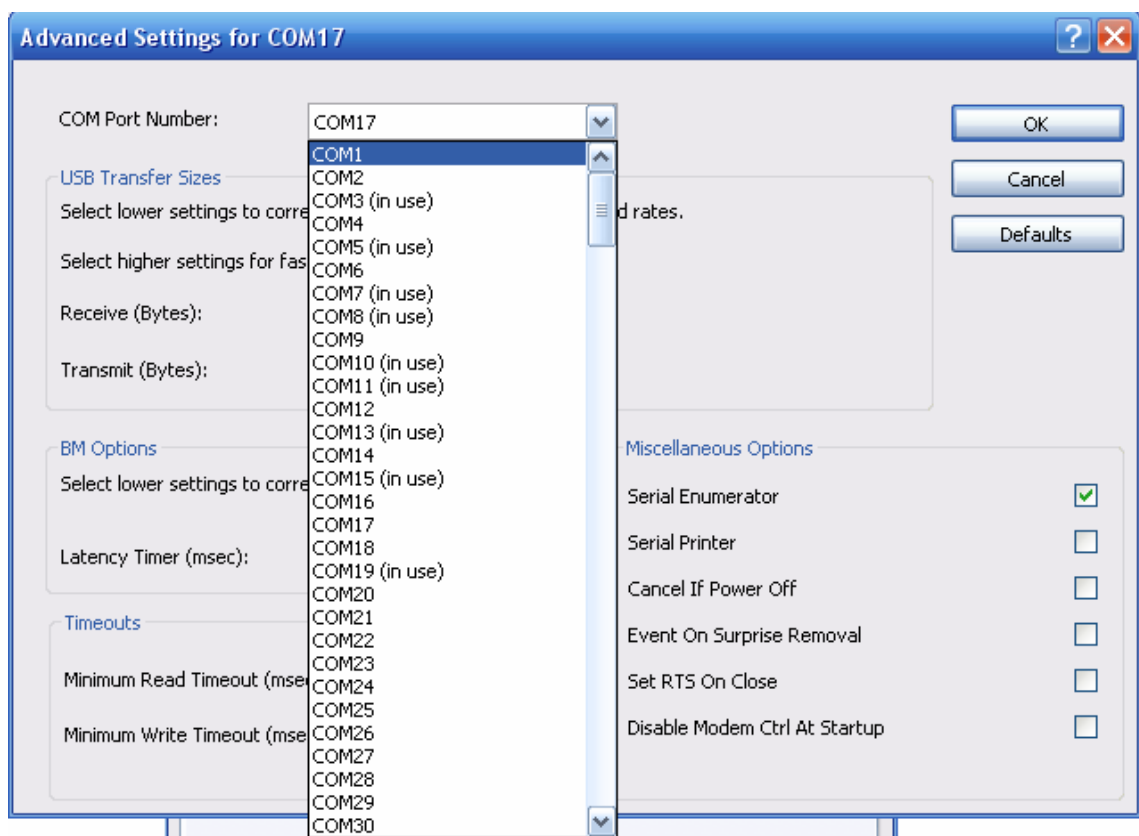 Advanced Settings for COM17
COM Port Number:
COM17
OK
Cancel
Defaults
COM1
COM2
COM3 (in use)
COM4
COM5 (in use)
COM6
COM7 (in use)
COM8 (in use)
COM9
COM10 (in use)
COM11 (in use)
COM12
COM13 (in use)
COM14
COM15 (in use)
COM16
COM17
COM18
COM19 (in use)
COM20
COM21
COM22
COM23
COM24
COM25
COM26
COM27
COM28
COM29
COM30
USB Transfer Sizes
Select lower settings to corre d rates.
Select higher settings for fas
Receive (Bytes):
Transmit (Bytes):
BM Options
Select lower settings to corre
Latency Timer (msec):
Timeouts
Minimum Read Timeout (mse
Minimum Write Timeout (mse
Miscellaneous Options
Serial Enumerator
Serial Printer
Cancel If Power Off
Event On Surprise Removal
Set RTS On Close
Disable Modem Ctrl At Startup